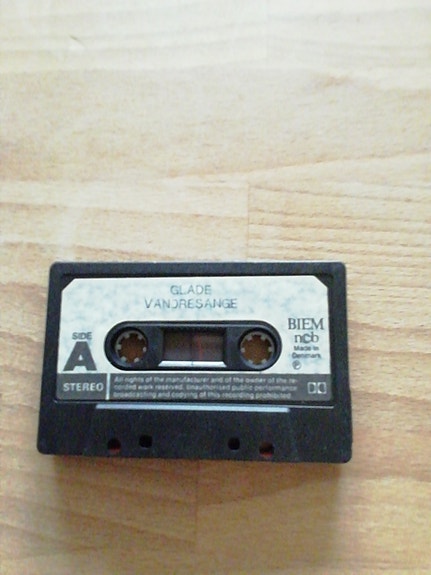 GLADE
VANDRESANGE
SIDE
A
STEREO
BIEM
ncb
Made in
Denmark
℗
All rights of the manufacturer and of the owner of the re-
corded work reserved. Unauthorised public performance
broadcasting and copying of this recording prohibited.